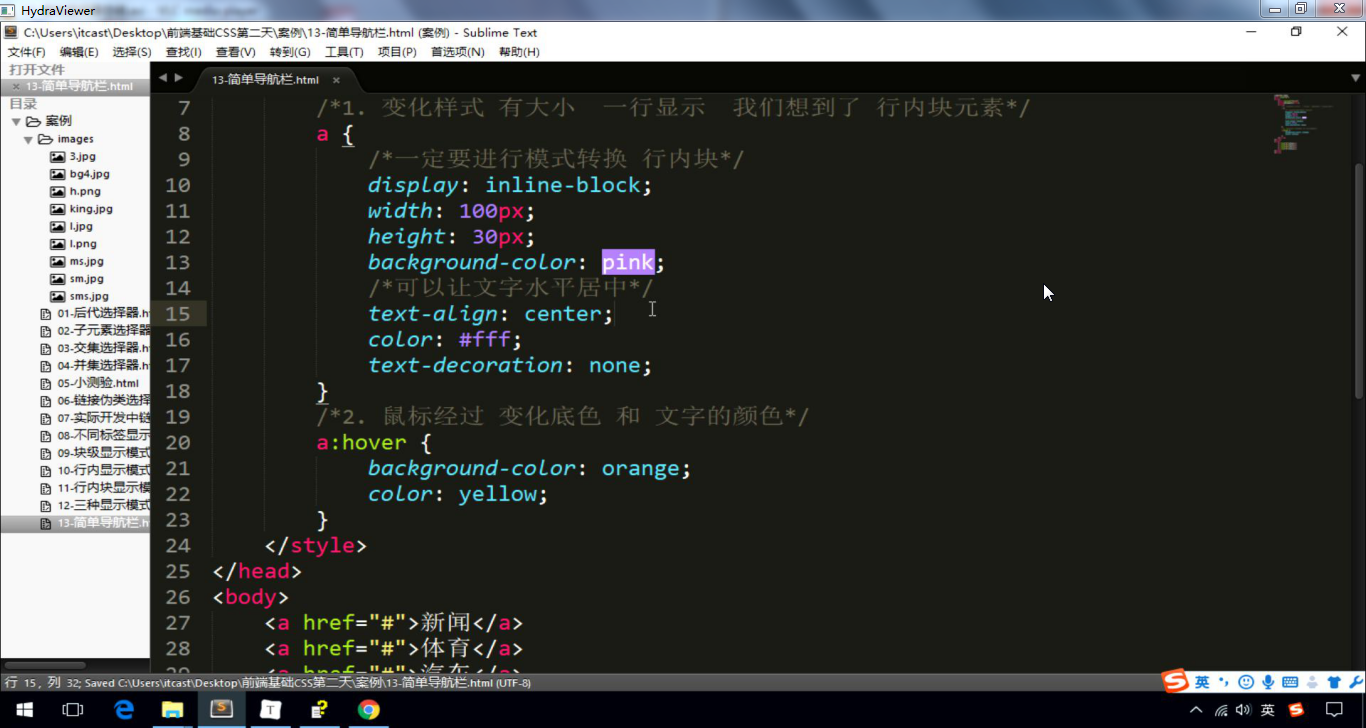 HydraViewer
C:\Users\itcast\Desktop\前端基础CSS第二天\案例\13-简单导航栏.html (案例) - Sublime Text
文件(F) 编辑(E) 选择(S) 查找(I) 查看(V) 转到(G) 工具(T) 项目(P) 首选项(N) 帮助(H)
打开文件
13-简单导航栏.html
目录
案例
images
3.jpg
bg4.jpg
h.png
king.jpg
l.jpg
l.png
ms.jpg
sm.jpg
sms.jpg
01-后代选择器.h
02-子元素选择器
03-交集选择器.h
04-并集选择器.h
05-小测验.html
06-链接伪类选择
07-实际开发中链
08-不同标签显示
09-块级显示模式
10-行内显示模式
11-行内块显示模
12-三种显示模式
13-简单导航栏.h
13-简单导航栏.html
7 /*1. 变化样式 有大小 一行显示 我们想到了 行内块元素*/
8 a {
9 /*一定要进行模式转换 行内块*/
10 display: inline-block;
11 width: 100px;
12 height: 30px;
13 background-color: pink;
14 /*可以让文字水平居中*/
15 text-align: center;
16 color: #fff;
17 text-decoration: none;
18 }
19 /*2. 鼠标经过 变化底色 和 文字的颜色*/
20 a:hover {
21 background-color: orange;
22 color: yellow;
23 }
24 </style>
25 </head>
26 <body>
27 <a href="#">新闻</a>
28 <a href="#">体育</a>
29 <a href="#">汽车</a>
行 15, 列 32; Saved C:\Users\itcast\Desktop\前端基础CSS第二天\案例\13-简单导航栏.html (UTF-8)
英
英